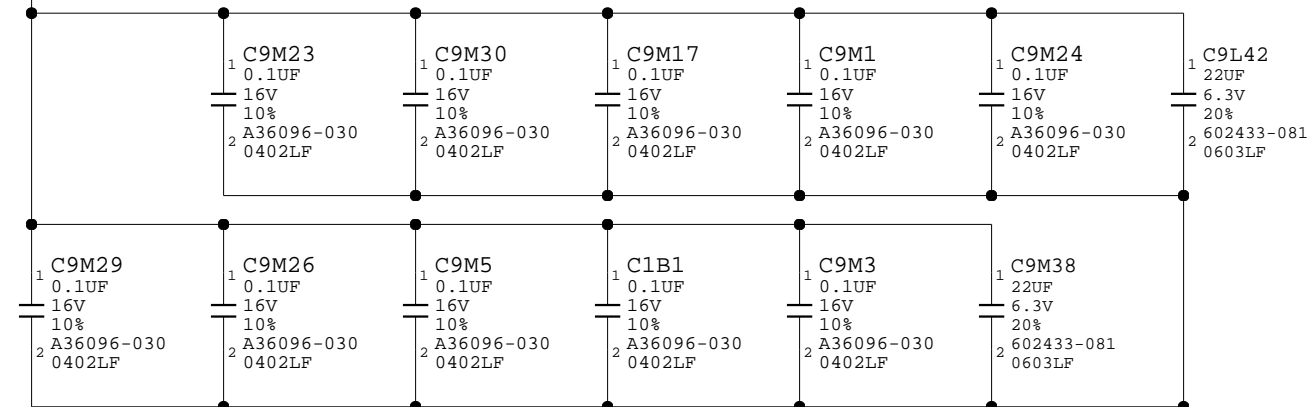 C9M23
1
0.1UF
16V
10%
A36096-030
2
0402LF
C9M30
1
0.1UF
16V
10%
A36096-030
2
0402LF
C9M17
1
0.1UF
16V
10%
A36096-030
2
0402LF
C9M1
1
0.1UF
16V
10%
A36096-030
2
0402LF
C9M24
1
0.1UF
16V
10%
A36096-030
2
0402LF
C9L42
1
22UF
6.3V
20%
602433-081
2
0603LF
C9M29
1
0.1UF
16V
10%
A36096-030
2
0402LF
C9M26
1
0.1UF
16V
10%
A36096-030
2
0402LF
C9M5
1
0.1UF
16V
10%
A36096-030
2
0402LF
C1B1
1
0.1UF
16V
10%
A36096-030
2
0402LF
C9M3
1
0.1UF
16V
10%
A36096-030
2
0402LF
C9M38
1
22UF
6.3V
20%
602433-081
2
0603LF